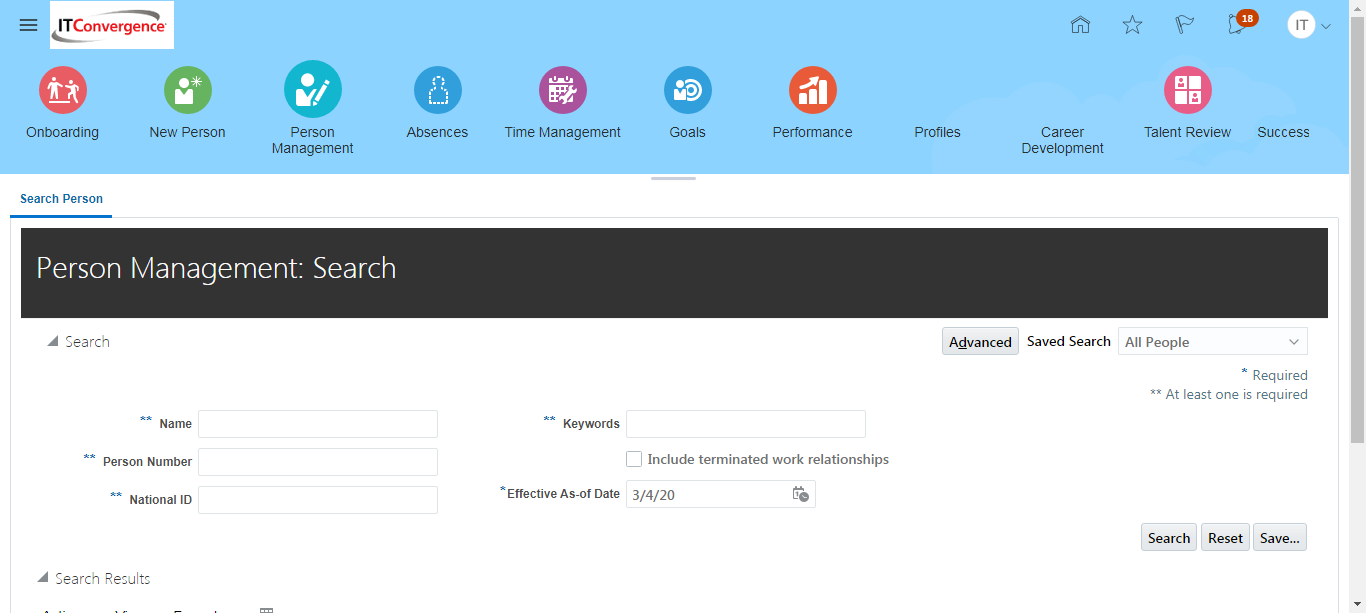 ITConvergence
18
IT
Onboarding
New Person
Person Management
Absences
Time Management
Goals
Performance
Profiles
Career Development
Talent Review
Success
Search Person
Person Management: Search
Search
Advanced Saved Search All People
* Required
** At least one is required
** Name
** Keywords
** Person Number
Include terminated work relationships
** National ID
*Effective As-of Date 3/4/20
Search Reset Save...
Search Results